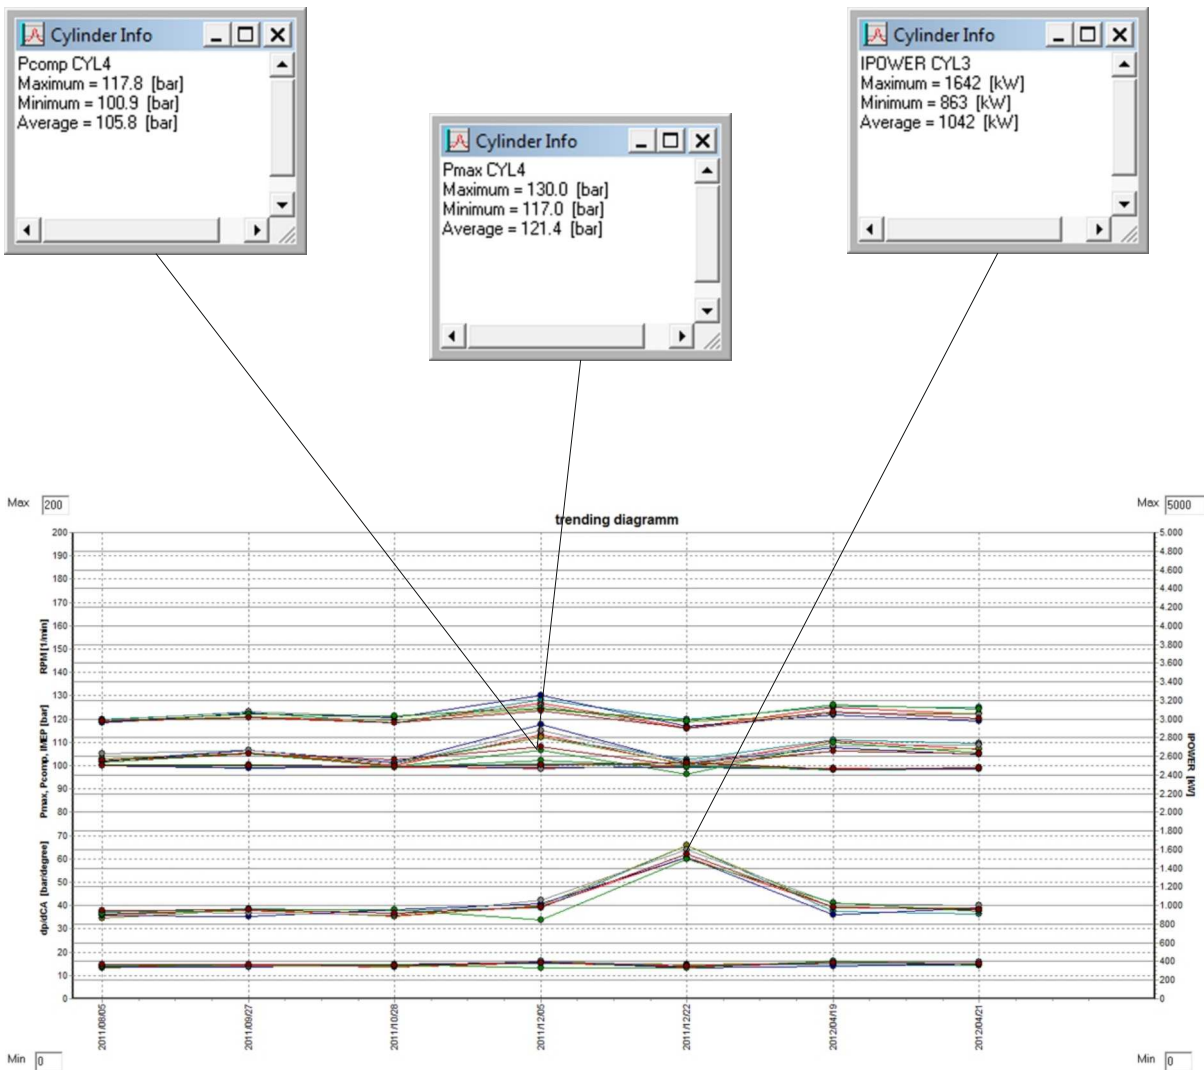 Cylinder Info
Pcomp CYL4
Maximum = 117.8 [bar]
Minimum = 100.9 [bar]
Average = 105.8 [bar]
Cylinder Info
Pmax CYL4
Maximum = 130.0 [bar]
Minimum = 117.0 [bar]
Average = 121.4 [bar]
Cylinder Info
IPOWER CYL3
Maximum = 1642 [kW]
Minimum = 863 [kW]
Average = 1042 [kW]
Max 200
Max 5000
trending diagramm
200
190
180
170
160
150
140
130
120
110
100
90
80
70
60
50
40
30
20
10
0
RPM [1/min]
Pmax, Pcomp, IMEP [bar]
dp/dCA [bar/degree]
5.000
4.800
4.600
4.400
4.200
4.000
3.800
3.600
3.400
3.200
3.000
2.800
2.600
2.400
2.200
2.000
1.800
1.600
1.400
1.200
1.000
800
600
400
200
0
IPOWER [kW]
2011/08/05
2011/09/27
2011/10/28
2011/12/05
2011/12/22
2012/04/19
2012/04/21
Min 0
Min 0